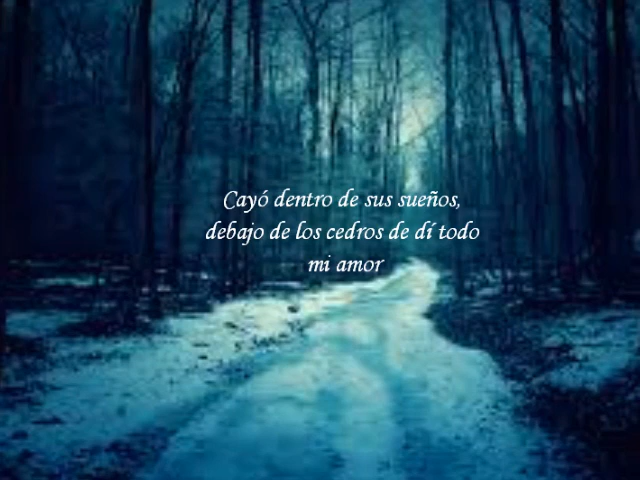 Cayó dentro de sus sueños,
debajo de los cedros de dí todo
mi amor